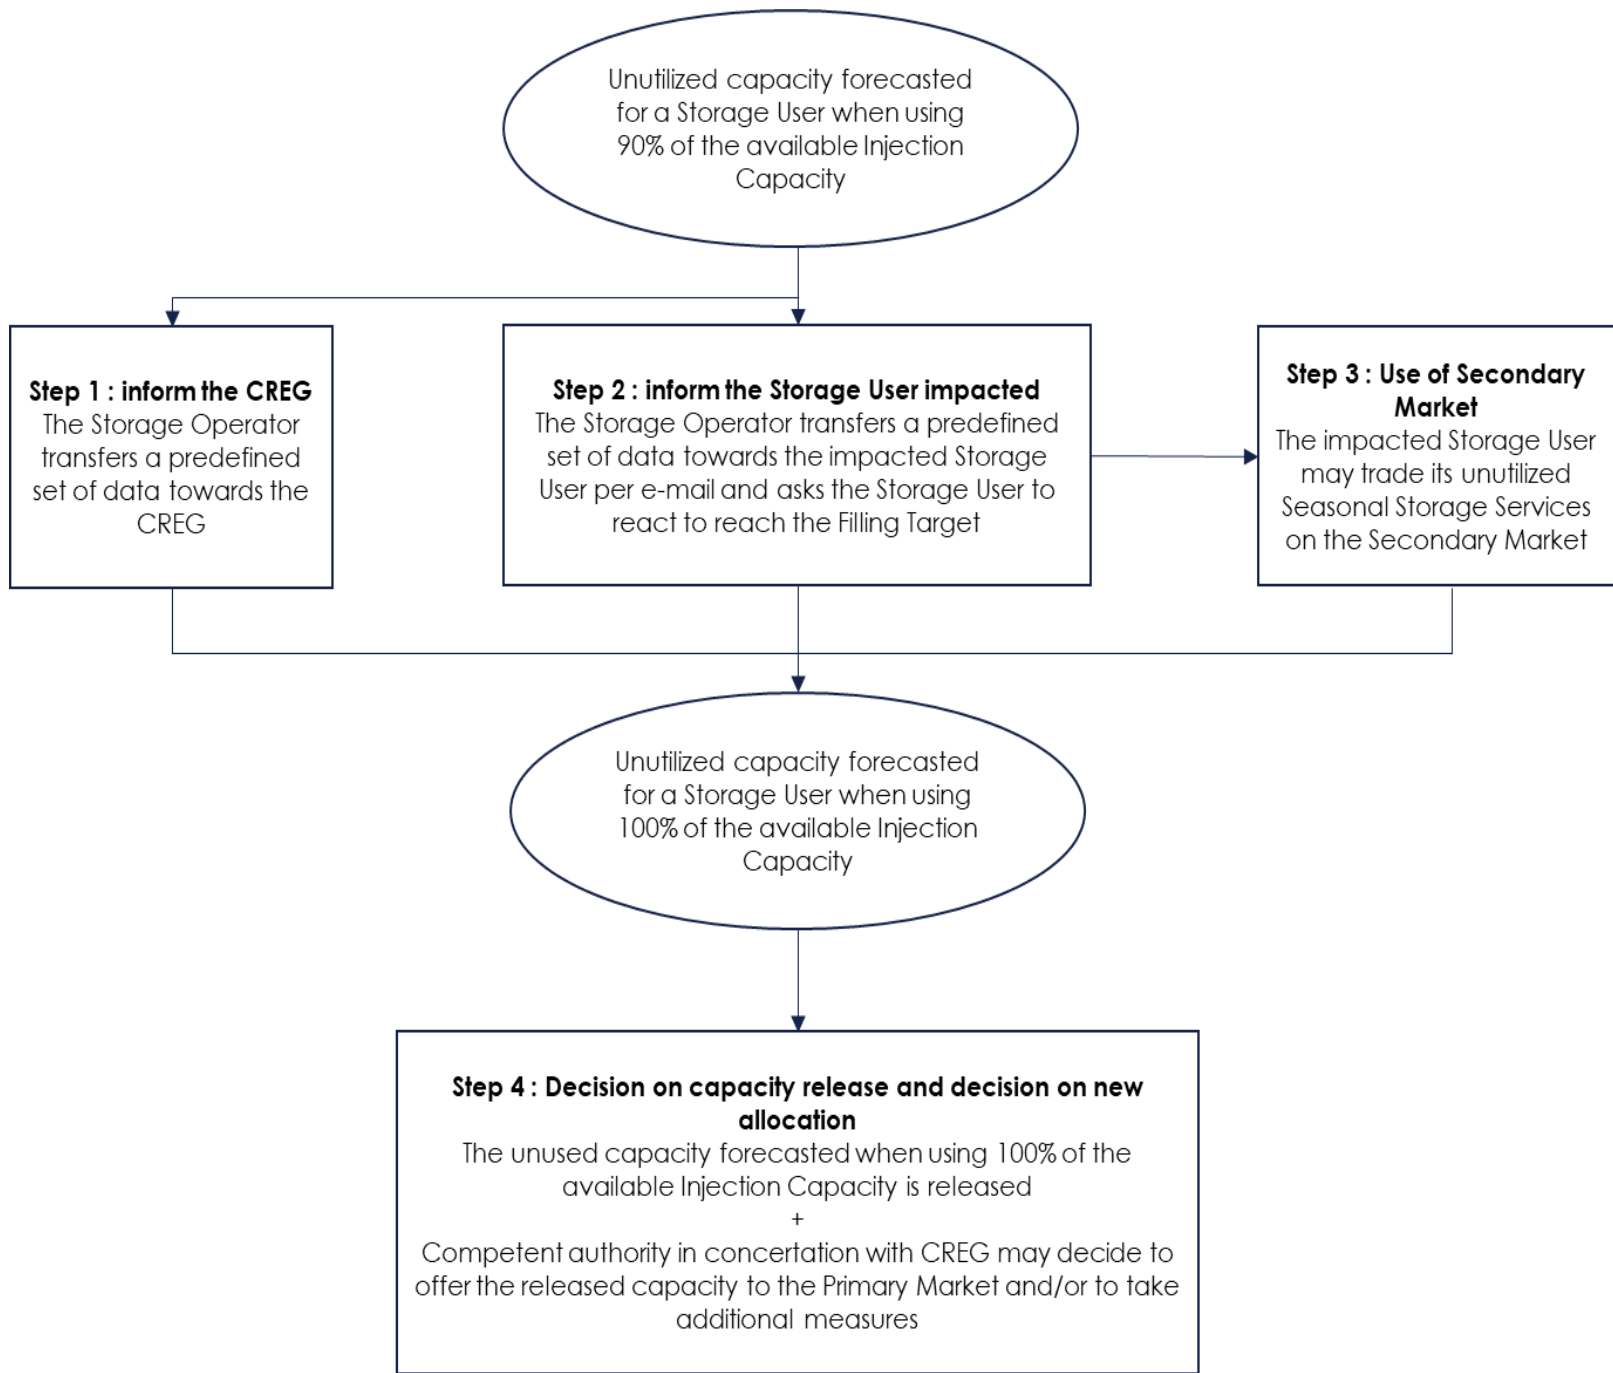 Unutilized capacity forecasted
for a Storage User when using
90% of the available Injection
Capacity
Step 1 : inform the CREG
The Storage Operator
transfers a predefined
set of data towards the
CREG
Step 2 : inform the Storage User impacted
The Storage Operator transfers a predefined
set of data towards the impacted Storage
User per e-mail and asks the Storage User to
react to reach the Filling Target
Step 3 : Use of Secondary
Market
The impacted Storage User
may trade its unutilized
Seasonal Storage Services
on the Secondary Market
Unutilized capacity forecasted
for a Storage User when using
100% of the available Injection
Capacity
Step 4 : Decision on capacity release and decision on new
allocation
The unused capacity forecasted when using 100% of the
available Injection Capacity is released
+
Competent authority in concertation with CREG may decide to
offer the released capacity to the Primary Market and/or to take
additional measures